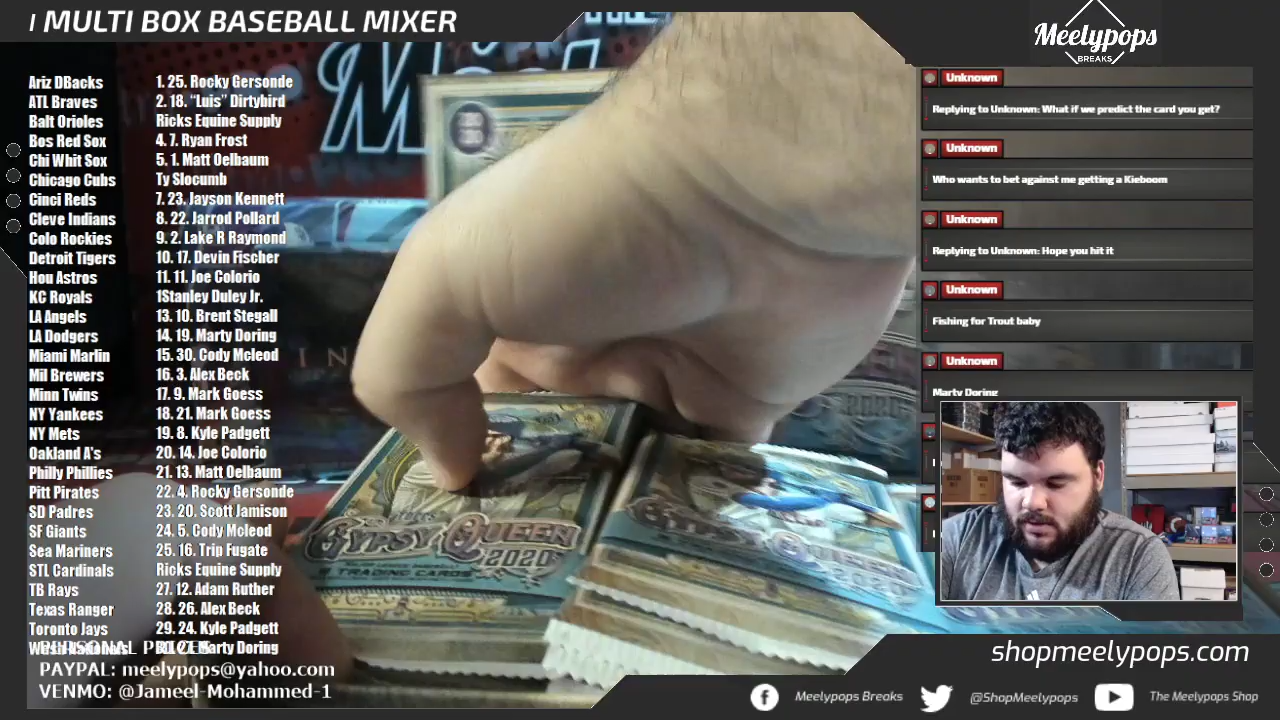 MULTI BOX BASEBALL MIXER
Meelypops
BREAKS
Ariz DBacks 1. 25. Rocky Gersonde
ATL Braves 2. 18. "Luis" Dirtybird
Balt Orioles Ricks Equine Supply
Bos Red Sox 4. 7. Ryan Frost
Chi Whit Sox 5. 1. Matt Oelbaum
Chicago Cubs Ty Slocumb
Cinci Reds 7. 23. Jayson Kennett
Cleve Indians 8. 22. Jarrod Pollard
Colo Rockies 9. 2. Lake R Raymond
Detroit Tigers 10. 17. Devin Fischer
Hou Astros 11. 11. Joe Colorio
KC Royals 1Stanley Duley Jr.
LA Angels 13. 10. Brent Stegall
LA Dodgers 14. 19. Marty Doring
Miami Marlin 15. 30. Cody Mcleod
Mil Brewers 16. 3. Alex Beck
Minn Twins 17. 9. Mark Goess
NY Yankees 18. 21. Mark Goess
NY Mets 19. 8. Kyle Padgett
Oakland A's 20. 14. Joe Colorio
Philly Phillies 21. 13. Matt Oelbaum
Pitt Pirates 22. 4. Rocky Gersonde
SD Padres 23. 20. Scott Jamison
SF Giants 24. 5. Cody Mcleod
Sea Mariners 25. 16. Trip Fugate
STL Cardinals Ricks Equine Supply
TB Rays 27. 12. Adam Ruther
Texas Ranger 28. 26. Alex Beck
Toronto Jays 29. 24. Kyle Padgett
Marty Doring
PAYPAL: meelypops@yahoo.com
VENMO: @Jameel-Mohammed-1
Unknown
Replying to Unknown: What if we predict the card you get?
Unknown
Who wants to bet against me getting a Kieboom
Unknown
Replying to Unknown: Hope you hit it
Unknown
Fishing for Trout baby
Unknown
Marty Doring
GYPSY QUEEN
2020
TRADING CARDS
GYPSY QUEEN
2020
shopmeelypops.com
Meelypops Breaks
@ShopMeelypops
The Meelypops Shop